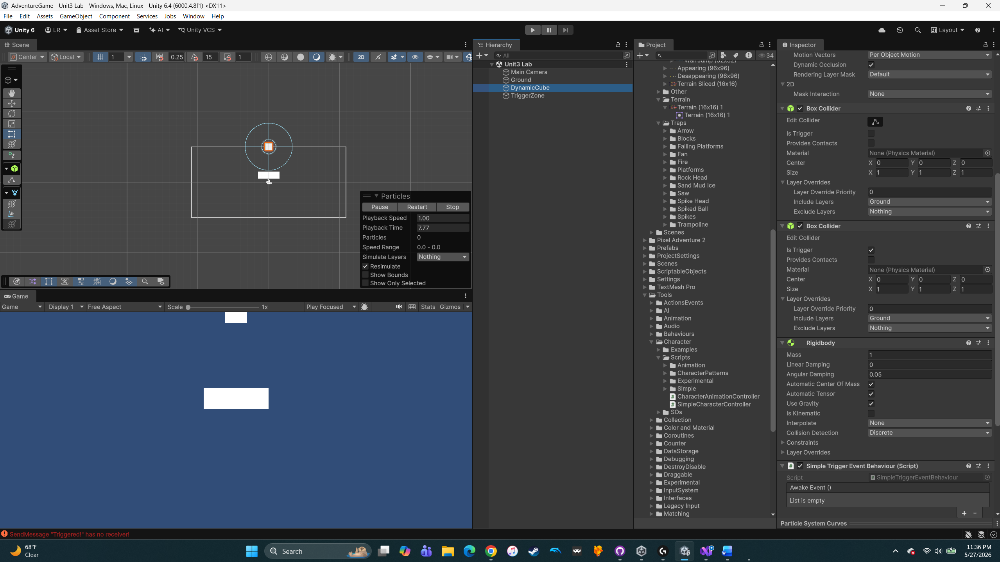 AdventureGame - Unit3 Lab - Windows, Mac, Linux - Unity 6.4 (6000.4.8f1) <DX11>
File Edit Assets GameObject Component Services Jobs Window Help
Unity 6 LR Asset Store AI Unity VCS Layout
Scene
Center Local 1 0.25 15 1 2D
Particles
Pause Restart Stop
Playback Speed 1.00
Playback Time 7.77
Particles 0
Speed Range 0.0 - 0.0
Simulate Layers Nothing
Resimulate
Show Bounds
Show Only Selected
Game
Game Display 1 Free Aspect Scale 1x Play Focused Stats Gizmos
Hierarchy
All
Unit3 Lab
Main Camera
Ground
DynamicCube
TriggerZone
Project
34
Wall Jump (32x32)
Appearing (96x96)
Desappearing (96x96)
Terrain Sliced (16x16)
Other
Terrain
Terrain (16x16) 1
Terrain (16x16) 1
Traps
Arrow
Blocks
Falling Platforms
Fan
Fire
Platforms
Rock Head
Sand Mud Ice
Saw
Spike Head
Spiked Ball
Spikes
Trampoline
Scenes
Pixel Adventure 2
Prefabs
ProjectSettings
Scenes
ScriptableObjects
Settings
TextMesh Pro
Tools
ActionsEvents
AI
Animation
Audio
Bahaviours
Character
Examples
Scripts
Animation
CharacterPatterns
Experimental
Simple
CharacterAnimationController
SimpleCharacterController
SOs
Collection
Color and Material
Coroutines
Counter
DataStorage
Debugging
DestroyDisable
Draggable
Experimental
InputSystem
Interfaces
Legacy Input
Matching
Inspector
Motion Vectors Per Object Motion
Dynamic Occlusion
Rendering Layer Mask Default
2D
Mask Interaction None
Box Collider
Edit Collider
Is Trigger
Provides Contacts
Material None (Physics Material)
Center X 0 Y 0 Z 0
Size X 1 Y 1 Z 1
Layer Overrides
Layer Override Priority 0
Include Layers Ground
Exclude Layers Nothing
Box Collider
Edit Collider
Is Trigger
Provides Contacts
Material None (Physics Material)
Center X 0 Y 0 Z 0
Size X 1 Y 1 Z 1
Layer Overrides
Layer Override Priority 0
Include Layers Ground
Exclude Layers Nothing
Rigidbody
Mass 1
Linear Damping 0
Angular Damping 0.05
Automatic Center Of Mass
Automatic Tensor
Use Gravity
Is Kinematic
Interpolate None
Collision Detection Discrete
Constraints
Layer Overrides
Simple Trigger Event Behaviour (Script)
Script SimpleTriggerEventBehaviour
Awake Event ()
List is empty
Particle System Curves
SendMessage "Triggered!" has no receiver!
68°F
Clear
Search
11:36 PM
5/27/2026